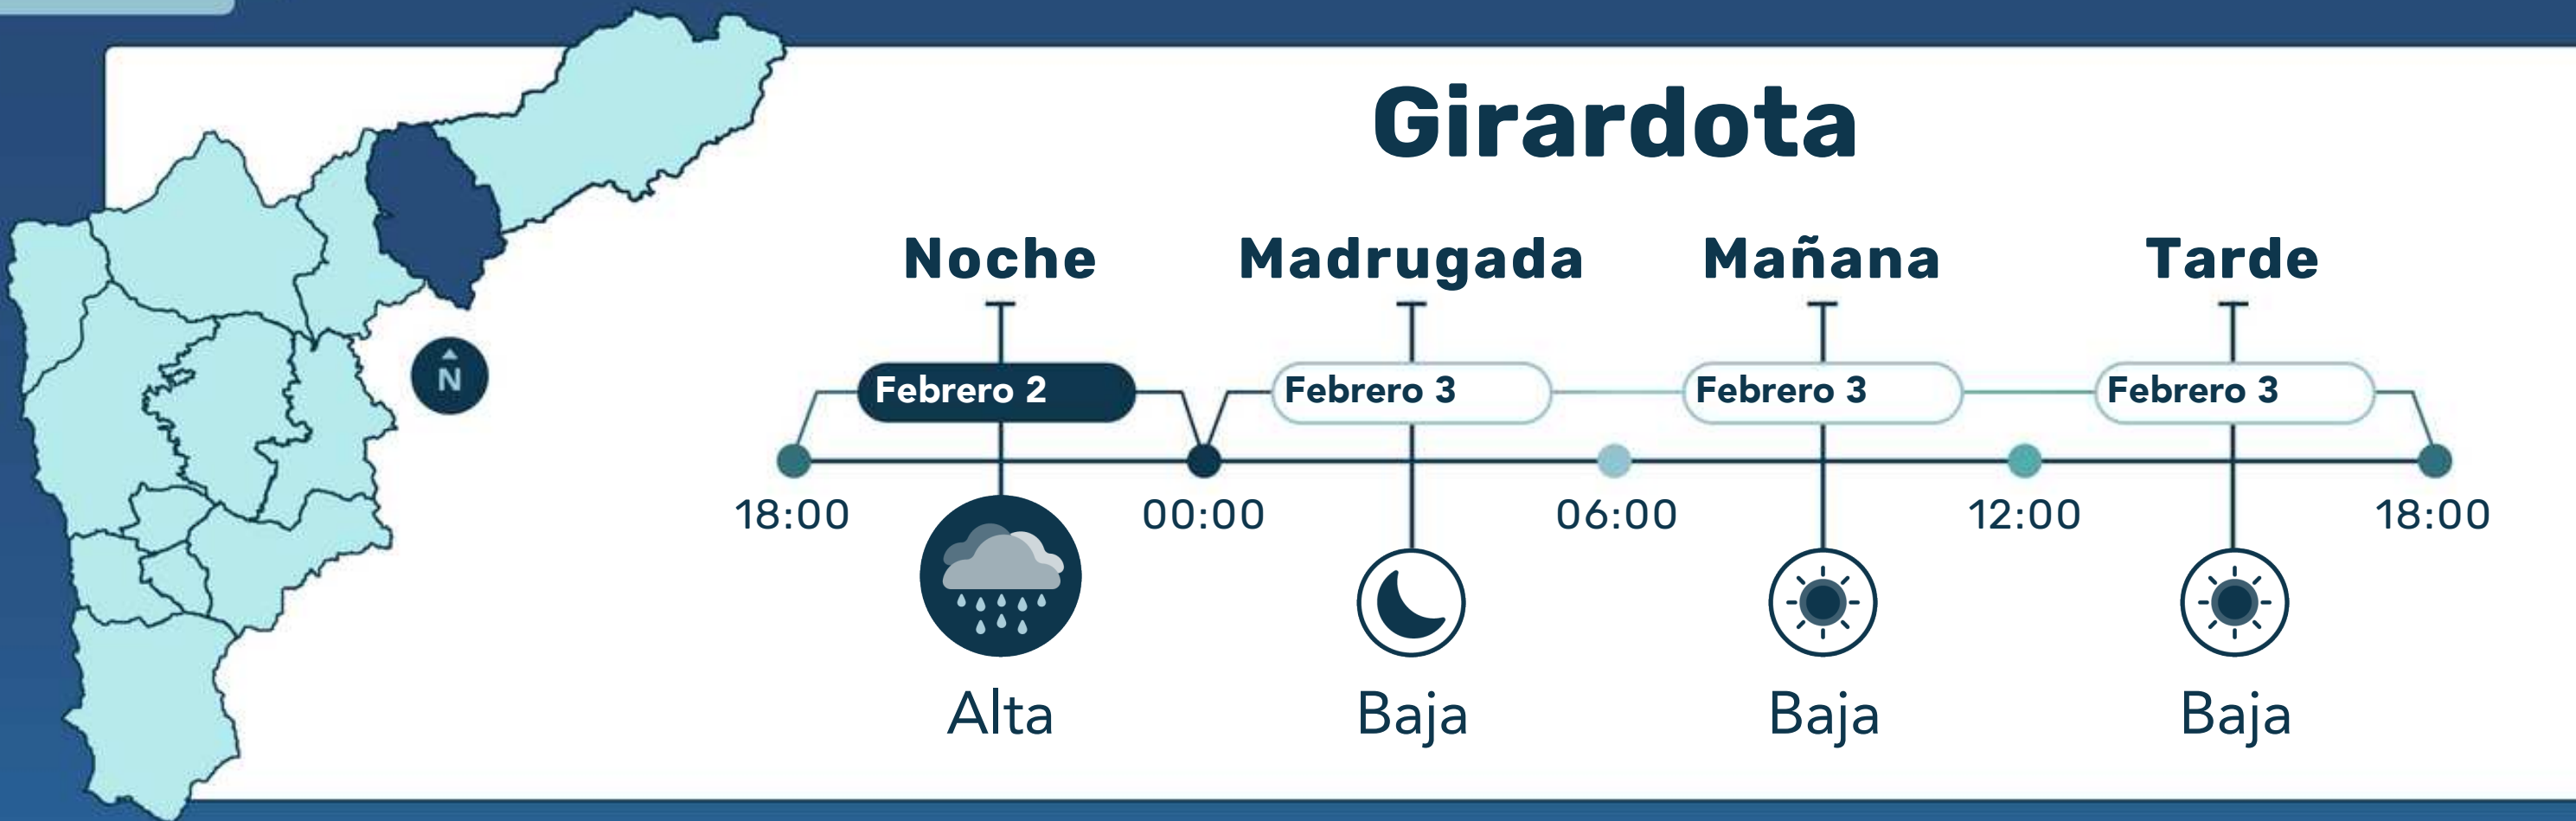 Girardota
Noche Madrugada Mañana Tarde
Febrero 2 Febrero 3 Febrero 3 Febrero 3
N
18:00 00:00 06:00 12:00 18:00
Alta Baja Baja Baja